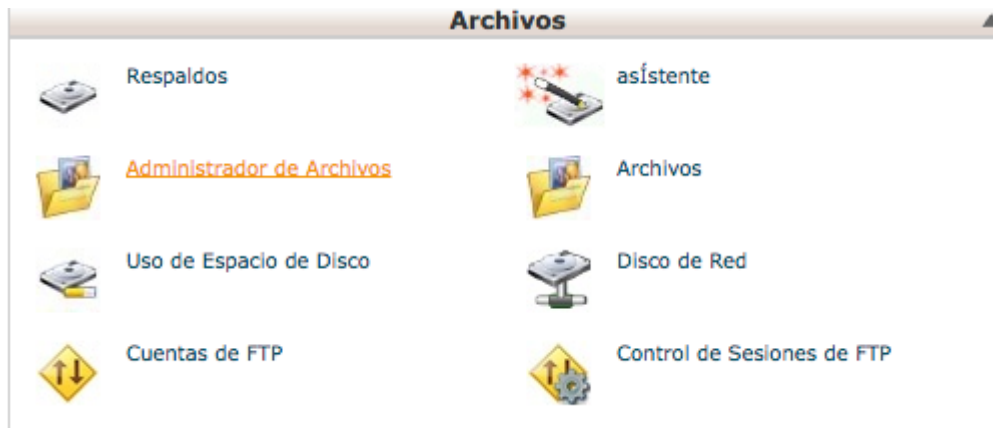 Archivos
Respaldos
asÍstente
Administrador de Archivos
Archivos
Uso de Espacio de Disco
Disco de Red
Cuentas de FTP
Control de Sesiones de FTP